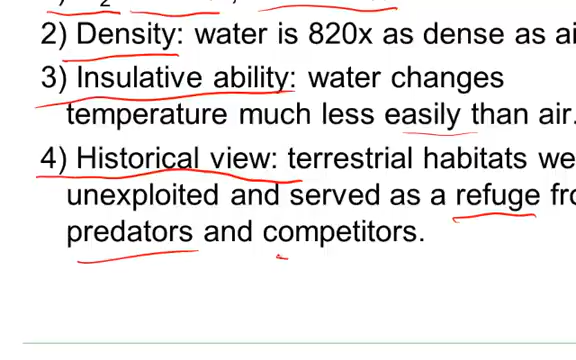 2) Density: water is 820x as dense as ai
3) Insulative ability: water changes
temperature much less easily than air.
4) Historical view: terrestrial habitats we
unexploited and served as a refuge fro
predators and competitors.